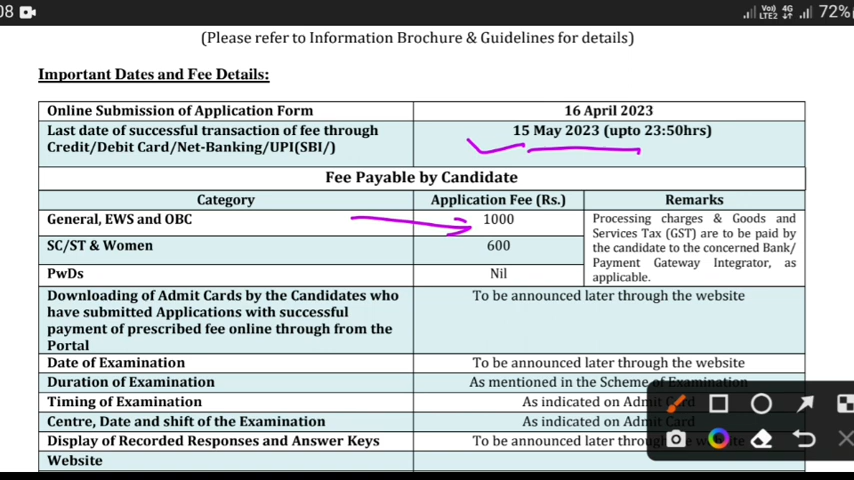 08
Voi) 4G
LTE2
72%
(Please refer to Information Brochure & Guidelines for details)
Important Dates and Fee Details:
Online Submission of Application Form 16 April 2023
Last date of successful transaction of fee through
Credit/Debit Card/Net-Banking/UPI(SBI/) 15 May 2023 (upto 23:50hrs)
Fee Payable by Candidate
Category Application Fee (Rs.) Remarks
General, EWS and OBC 1000
SC/ST & Women 600
PwDs Nil
Processing charges & Goods and
Services Tax (GST) are to be paid by
the candidate to the concerned Bank/
Payment Gateway Integrator, as
applicable.
Downloading of Admit Cards by the Candidates who
have submitted Applications with successful
payment of prescribed fee online through from the
Portal
To be announced later through the website
Date of Examination To be announced later through the website
Duration of Examination As mentioned in the Scheme of Examination
Timing of Examination As indicated on Admit Card
Centre, Date and shift of the Examination As indicated on Admit Card
Display of Recorded Responses and Answer Keys To be announced later through the website
Website